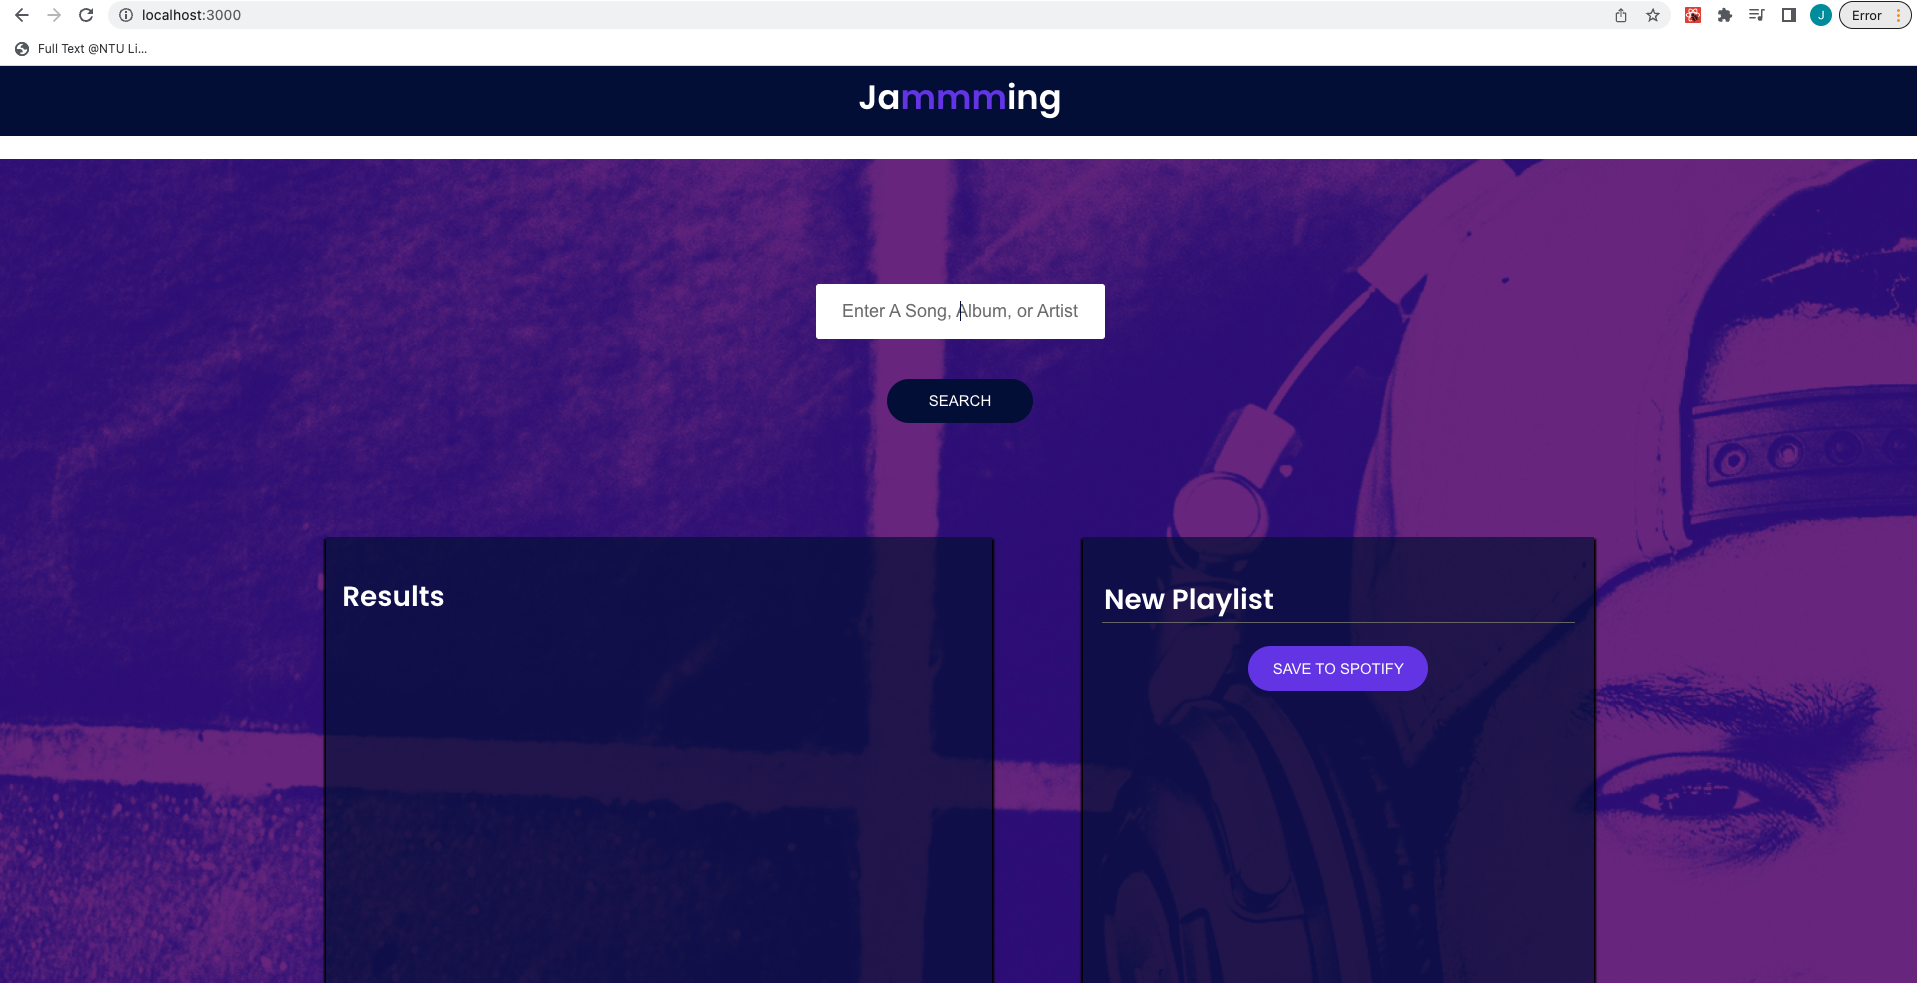 localhost:3000
J
Error
Full Text @NTU Li...
Jammming
Enter A Song, Album, or Artist
SEARCH
Results
New Playlist
SAVE TO SPOTIFY